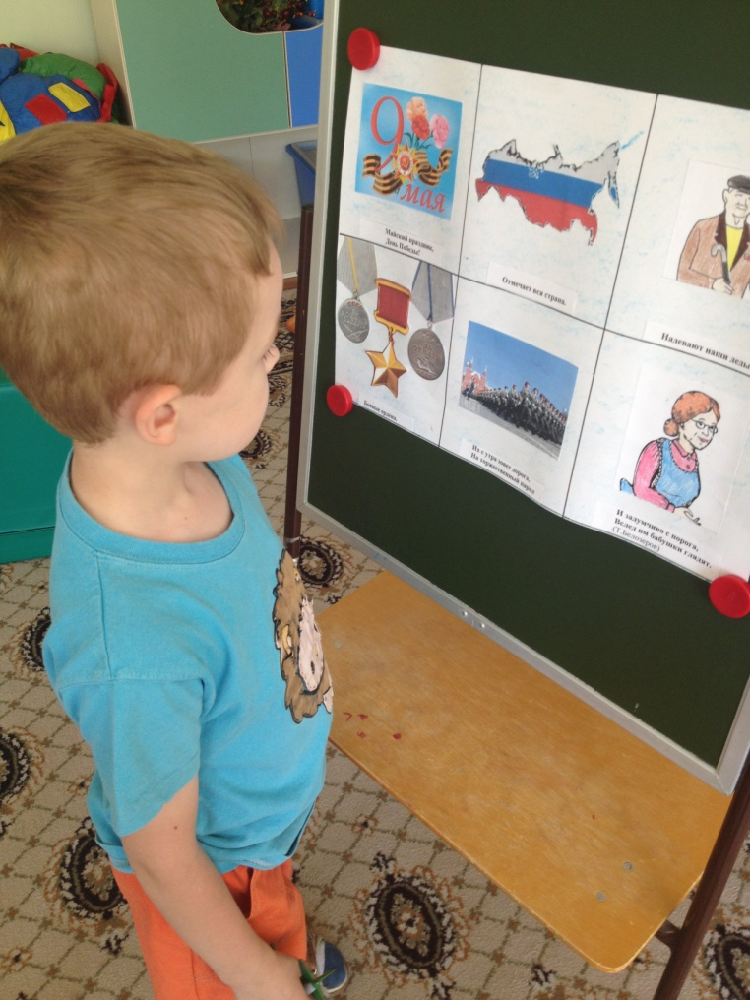 9
мая
Майский праздник,
День Победы!
Отмечает вся страна.
Надевают наши деды
Боевые ордена.
Их с утра зовет дорога,
На торжественный парад
И задумчиво с порога,
Вслед им бабушки глядят.
(Т.Белозеров)